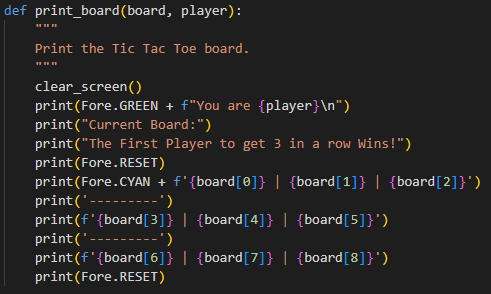 def print_board(board, player):
    """
    Print the Tic Tac Toe board.
    """
    clear_screen()
    print(Fore.GREEN + f"You are {player}\n")
    print("Current Board:")
    print("The First Player to get 3 in a row Wins!")
    print(Fore.RESET)
    print(Fore.CYAN + f'{board[0]} | {board[1]} | {board[2]}')
    print('---------')
    print(f'{board[3]} | {board[4]} | {board[5]}')
    print('---------')
    print(f'{board[6]} | {board[7]} | {board[8]}')
    print(Fore.RESET)